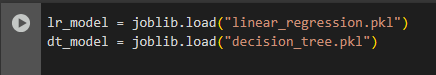 lr_model = joblib.load("linear_regression.pkl")
dt_model = joblib.load("decision_tree.pkl")